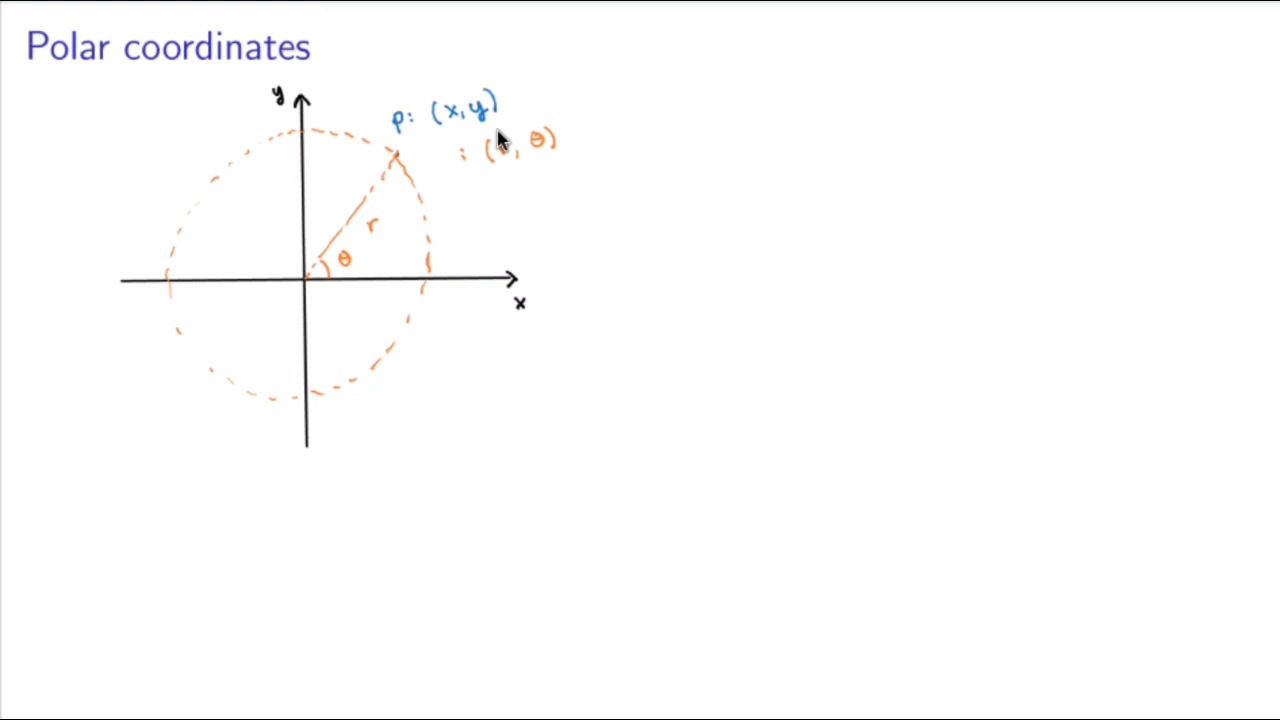 Polar coordinates
y
p: (x, y)
: ( , θ)
r
θ
x